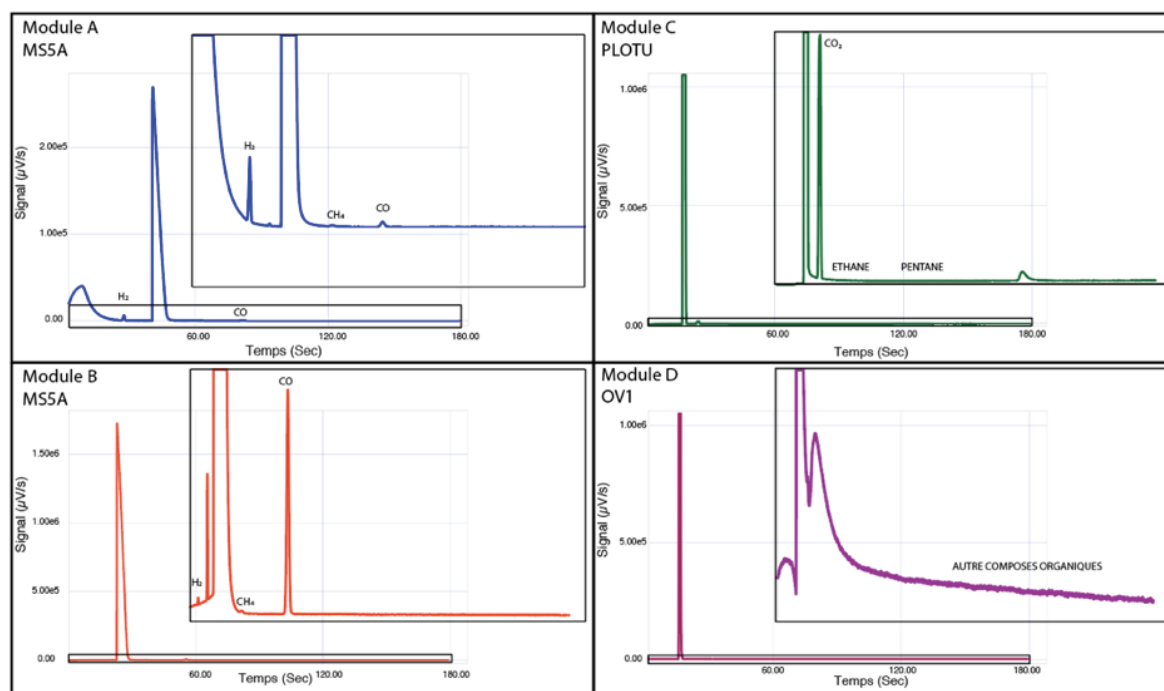 Module A
MS5A
Signal (µV/s)
2.00e5
1.00e5
0.00
H₂
CO
H₂
CH₄
CO
60.00
120.00
180.00
Temps (Sec)
Module C
PLOTU
Signal (µV/s)
1.00e6
5.00e5
0.00
CO₂
ETHANE
PENTANE
60.00
120.00
180.00
Temps (Sec)
Module B
MS5A
Signal (µV/s)
1.50e6
1.00e6
5.00e5
0.00
H₂
CH₄
CO
60.00
120.00
180.00
Temps (Sec)
Module D
OV1
Signal (µV/s)
1.00e6
5.00e5
0.00
AUTRE COMPOSES ORGANIQUES
60.00
120.00
180.00
Temps (Sec)